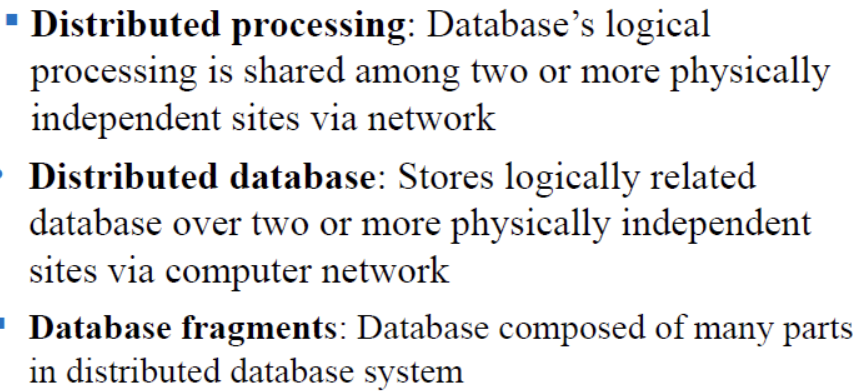 ▪ Distributed processing: Database’s logical
processing is shared among two or more physically
independent sites via network
Distributed database: Stores logically related
database over two or more physically independent
sites via computer network
Database fragments: Database composed of many parts
in distributed database system